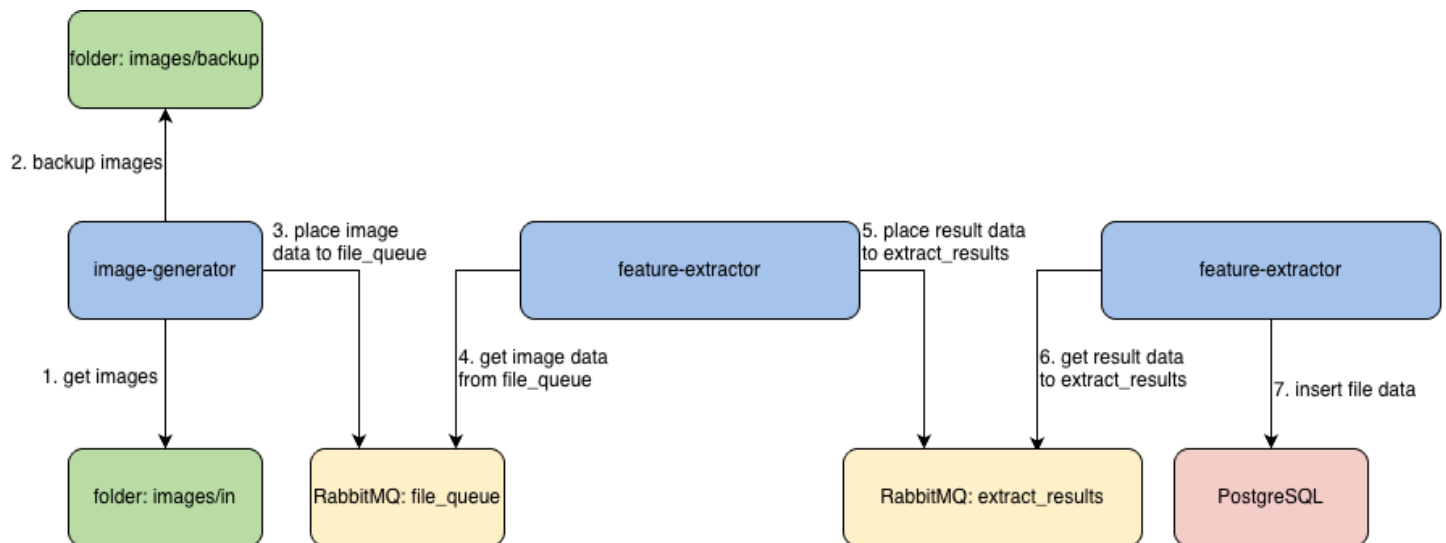 folder: images/backup
2. backup images
image-generator
3. place image
data to file_queue
feature-extractor
5. place result data
to extract_results
feature-extractor
1. get images
4. get image data
from file_queue
6. get result data
to extract_results
7. insert file data
folder: images/in
RabbitMQ: file_queue
RabbitMQ: extract_results
PostgreSQL